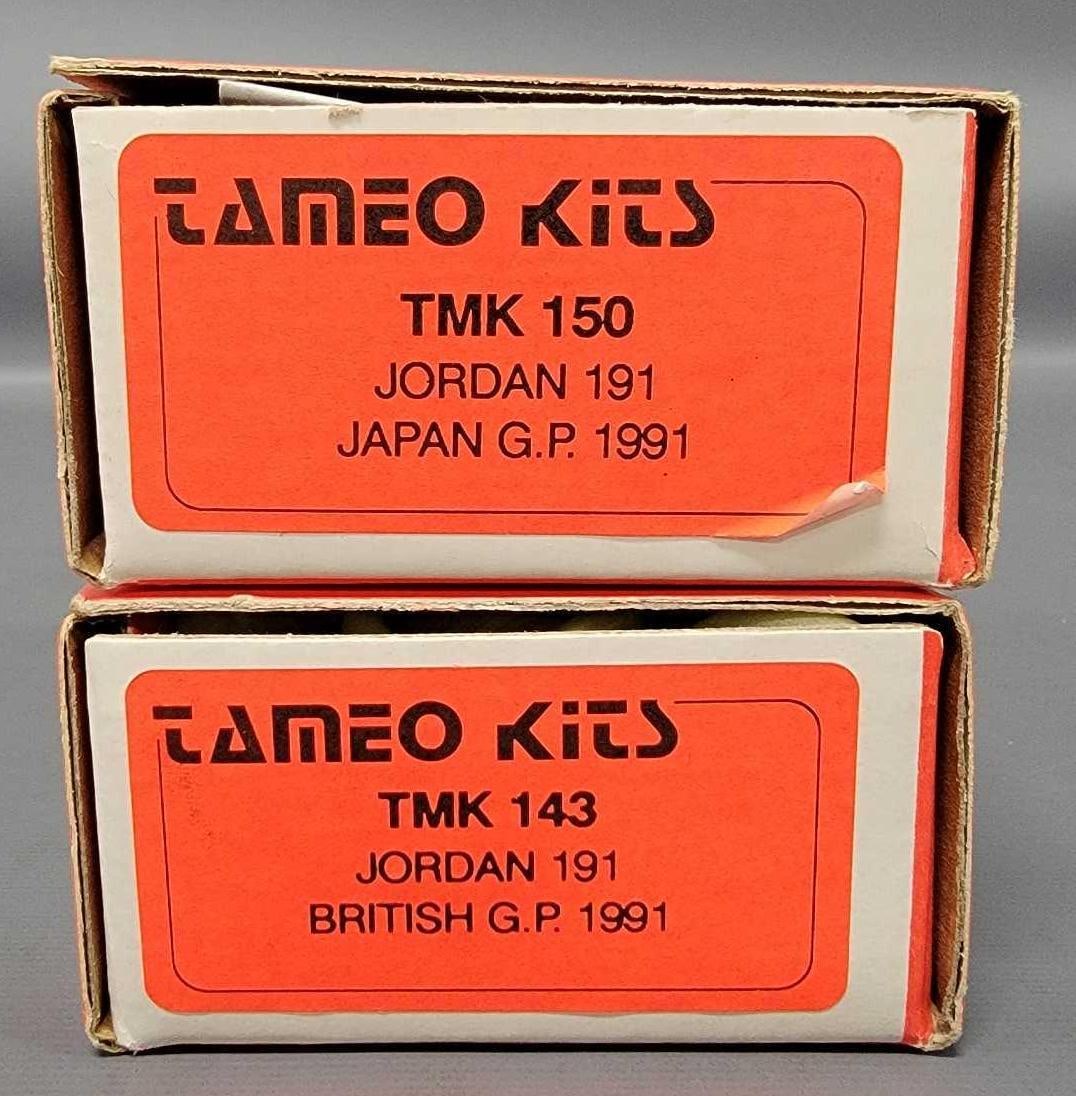 TAMEO KiTS
TMK 150
JORDAN 191
JAPAN G.P. 1991
TAMEO KiTS
TMK 143
JORDAN 191
BRITISH G.P. 1991